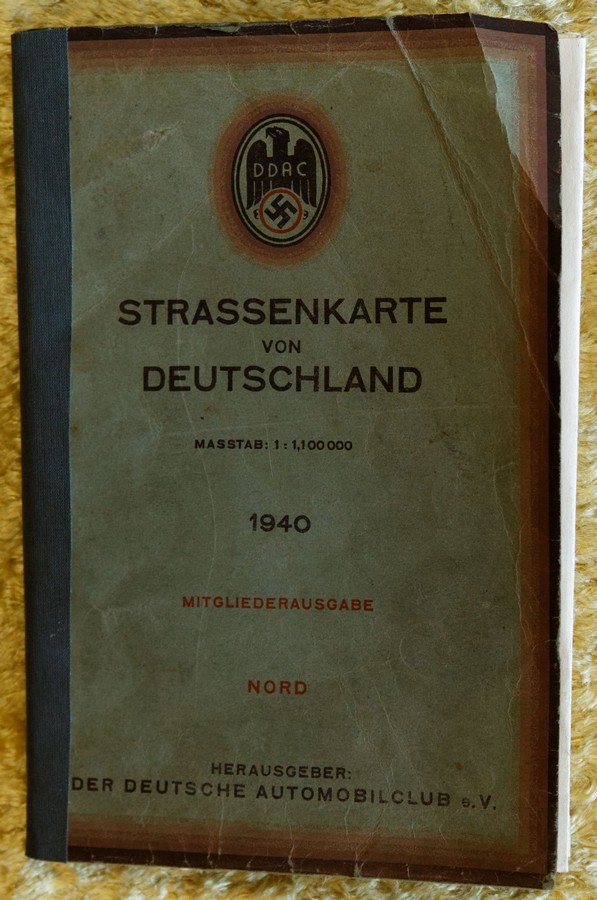 DDAC
STRASSENKARTE
VON
DEUTSCHLAND
MASSTAB: 1 : 1,100000
1940
MITGLIEDERAUSGABE
NORD
HERAUSGEBER:
DER DEUTSCHE AUTOMOBILCLUB e.V.